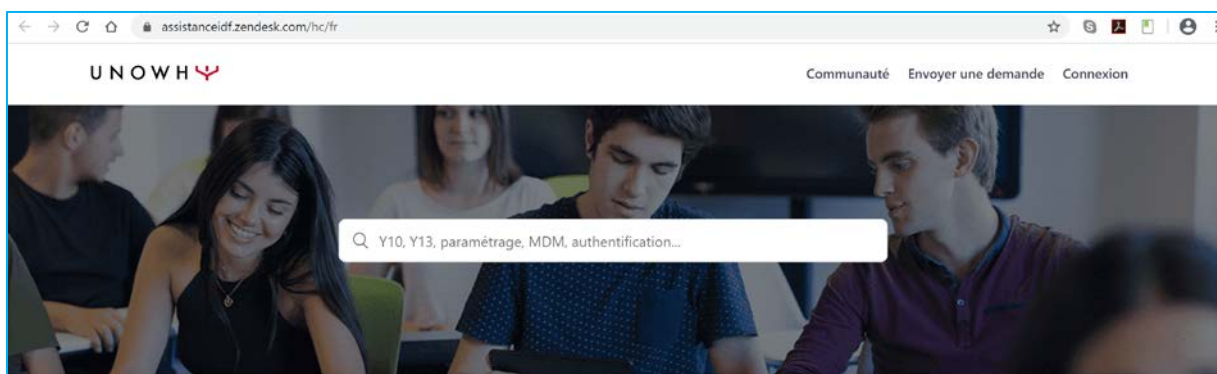 assistanceidf.zendesk.com/hc/fr
UNOWHY
Communauté Envoyer une demande Connexion
Y10, Y13, paramétrage, MDM, authentification...